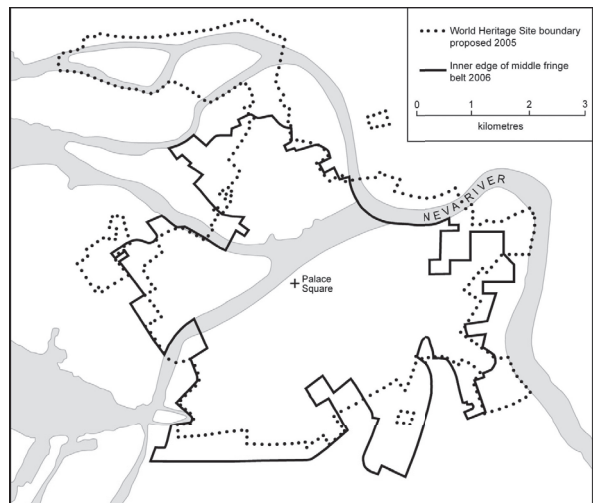 World Heritage Site boundary
proposed 2005
Inner edge of middle fringe
belt 2006
0 1 2 3
kilometres
NEVA RIVER
Palace
Square